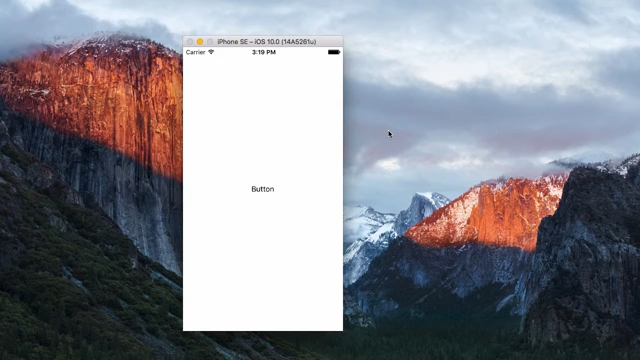 iPhone SE – iOS 10.0 (14A5261u)
Carrier 3:19 PM
Button